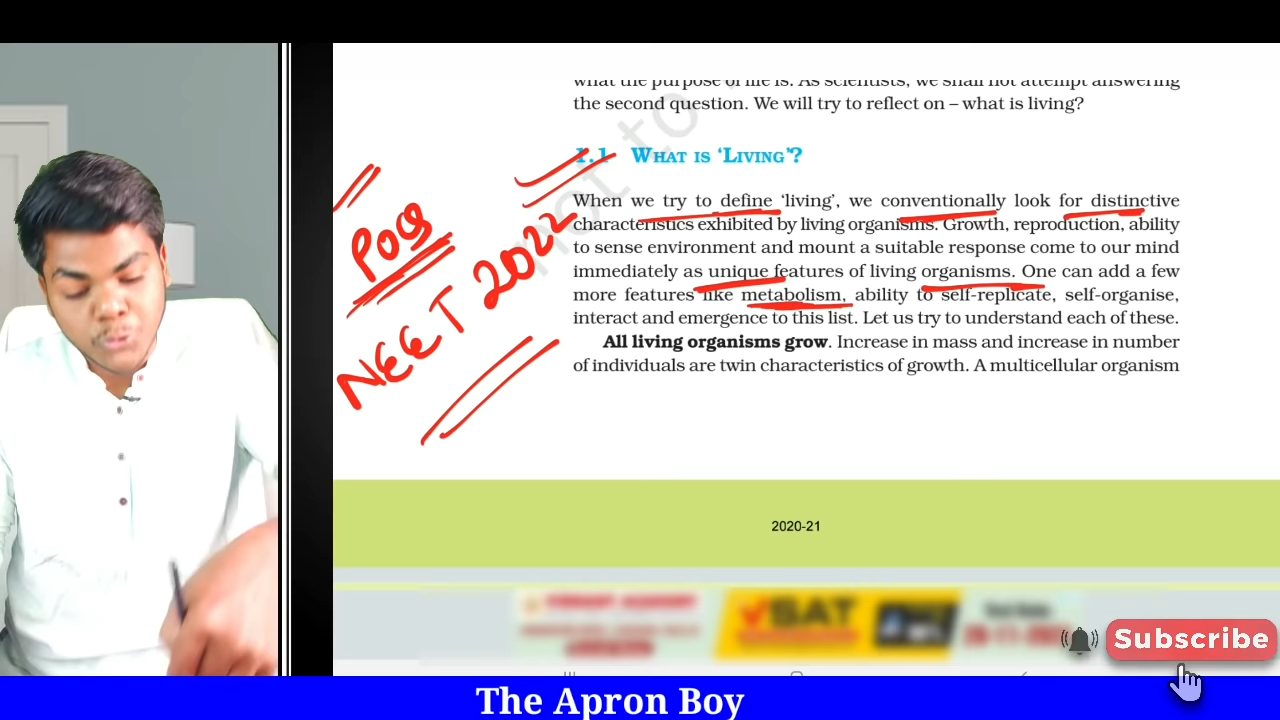 what the purpose of life is. As scientists, we shall not attempt answering
the second question. We will try to reflect on – what is living?
not to
1.1 WHAT IS ‘LIVING’?
When we try to define ‘living’, we conventionally look for distinctive
characteristics exhibited by living organisms. Growth, reproduction, ability
to sense environment and mount a suitable response come to our mind
immediately as unique features of living organisms. One can add a few
more features like metabolism, ability to self-replicate, self-organise,
interact and emergence to this list. Let us try to understand each of these.
All living organisms grow. Increase in mass and increase in number
of individuals are twin characteristics of growth. A multicellular organism
NEET 2022
2020-21
SAT
Subscribe
The Apron Boy